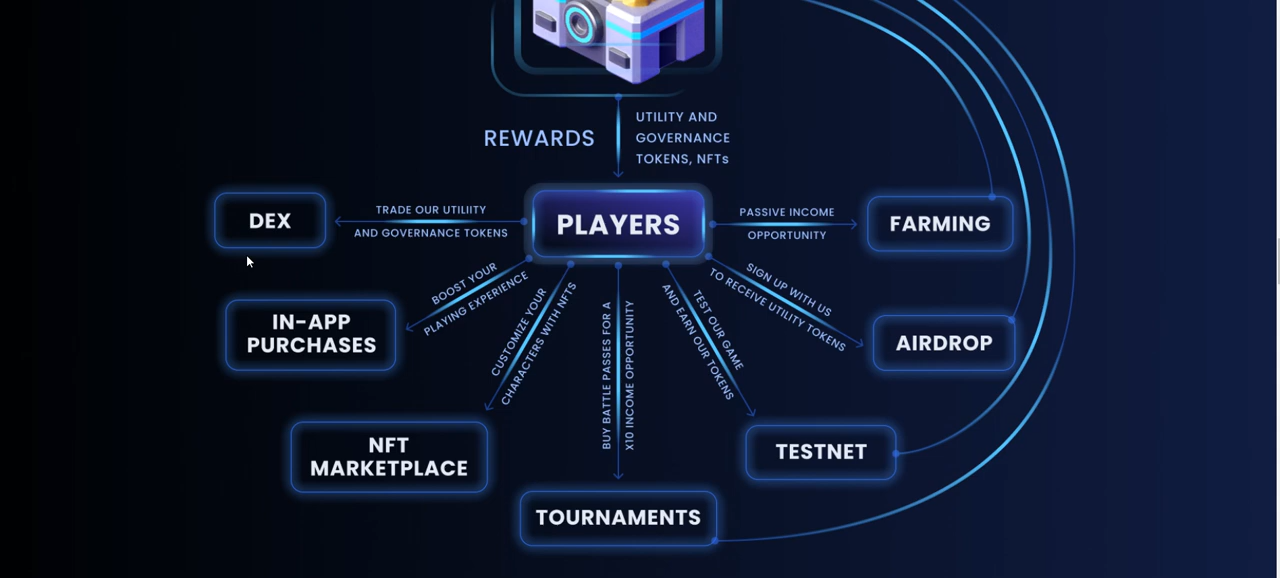 REWARDS
UTILITY AND
GOVERNANCE
TOKENS, NFTs
PLAYERS
TRADE OUR UTILIITY
AND GOVERNANCE TOKENS
DEX
PASSIVE INCOME
OPPORTUNITY
FARMING
BOOST YOUR
PLAYING EXPERIENCE
IN-APP
PURCHASES
CUSTOMIZE YOUR
CHARACTERS WITH NFTS
NFT
MARKETPLACE
BUY BATTLE PASSES FOR A
X10 INCOME OPPORTUNITY
TOURNAMENTS
TEST OUR GAME
AND EARN OUR TOKENS
TESTNET
SIGN UP WITH US
TO RECEIVE UTILITY TOKENS
AIRDROP